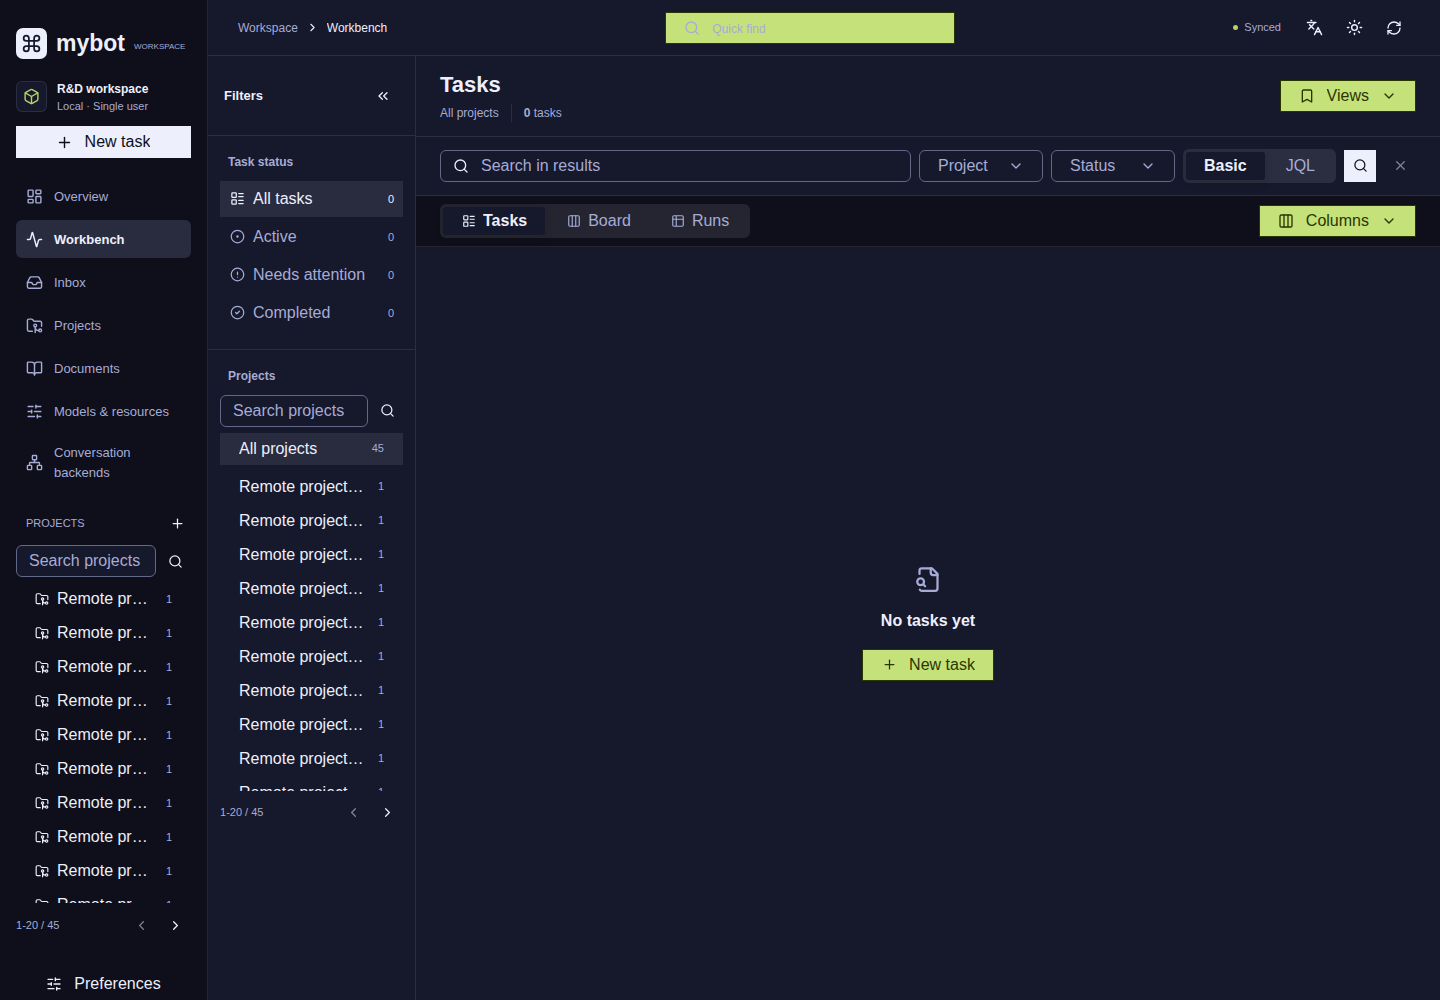 mybot WORKSPACE
R&D workspace
Local · Single user
New task
Overview
Workbench
Inbox
Projects
Documents
Models & resources
Conversation
backends
PROJECTS
Search projects
Remote pr… 1
Remote pr… 1
Remote pr… 1
Remote pr… 1
Remote pr… 1
Remote pr… 1
Remote pr… 1
Remote pr… 1
Remote pr… 1
Remote pr… 1
1-20 / 45
Preferences
Workspace > Workbench
Quick find
Synced
Filters
Task status
All tasks 0
Active 0
Needs attention 0
Completed 0
Projects
Search projects
All projects 45
Remote project… 1
Remote project… 1
Remote project… 1
Remote project… 1
Remote project… 1
Remote project… 1
Remote project… 1
Remote project… 1
Remote project… 1
Remote project… 1
1-20 / 45
Tasks
All projects 0 tasks
Views
Search in results
Project
Status
Basic
JQL
Tasks
Board
Runs
Columns
No tasks yet
New task